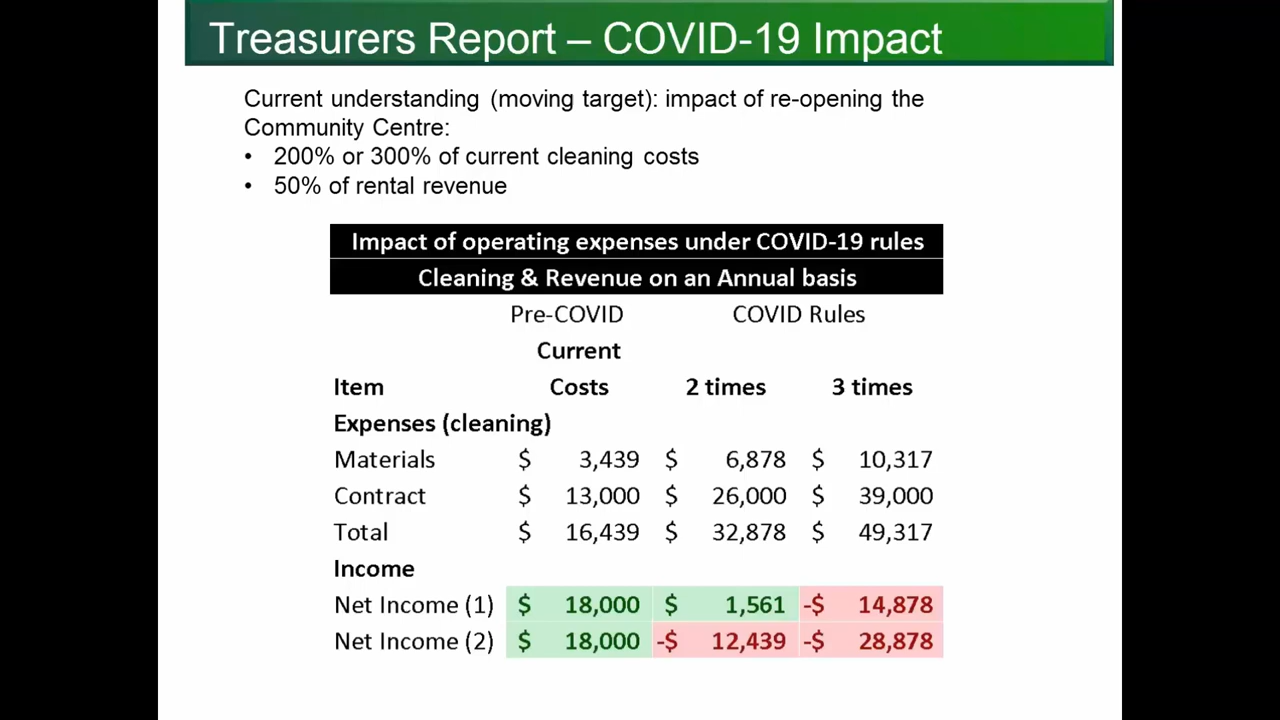 Treasurers Report – COVID-19 Impact
Current understanding (moving target): impact of re-opening the
Community Centre:
• 200% or 300% of current cleaning costs
• 50% of rental revenue
Impact of operating expenses under COVID-19 rules
Cleaning & Revenue on an Annual basis
Pre-COVID COVID Rules
Current
Item Costs 2 times 3 times
Expenses (cleaning)
Materials $ 3,439 $ 6,878 $ 10,317
Contract $ 13,000 $ 26,000 $ 39,000
Total $ 16,439 $ 32,878 $ 49,317
Income
Net Income (1) $ 18,000 $ 1,561 -$ 14,878
Net Income (2) $ 18,000 -$ 12,439 -$ 28,878